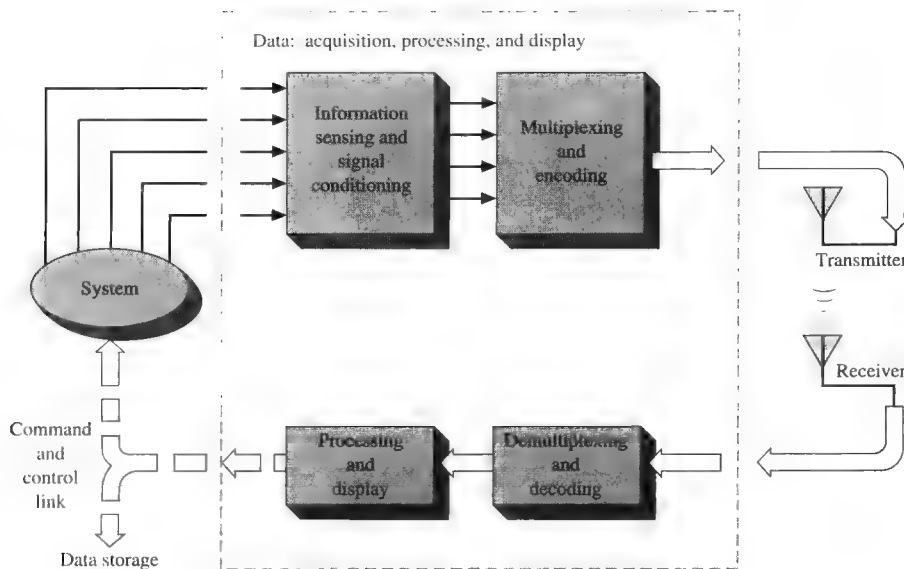 Data: acquisition, processing, and display
Information
sensing and
signal
conditioning
Multiplexing
and
encoding
System
Transmitter
Receiver
Command
and
control
link
Processing
and
display
Demultiplexing
and
decoding
Data storage